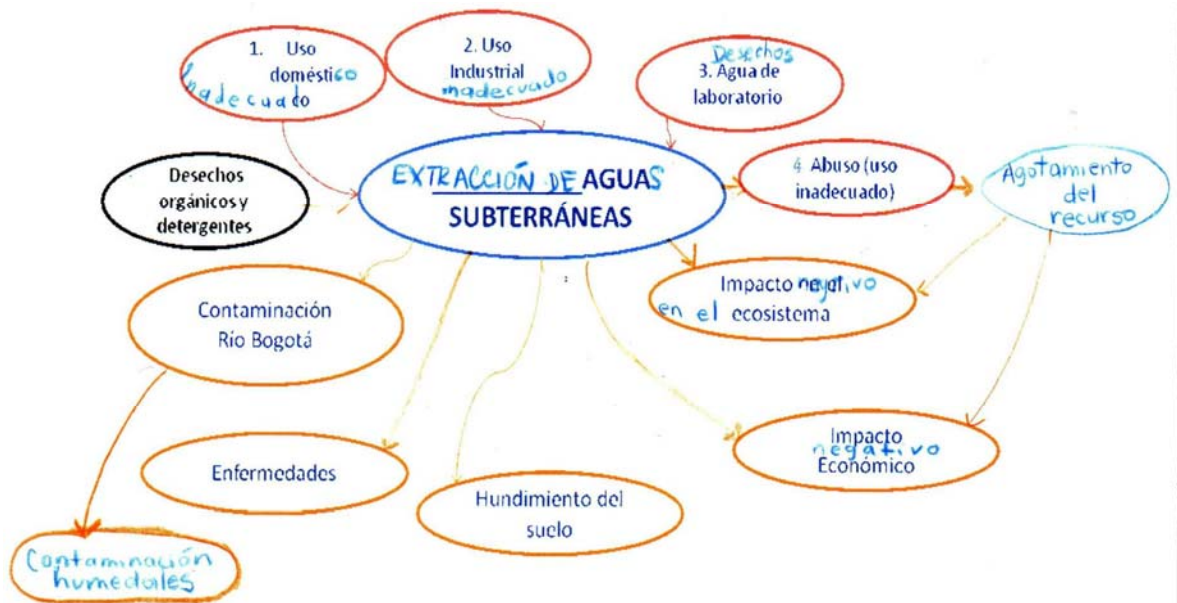 1. Uso
doméstico
Inadecuado
2. Uso
Industrial
inadecuado
Desechos
3. Agua de
laboratorio
Desechos
orgánicos y
detergentes
EXTRACCIÓN DE AGUAS
SUBTERRÁNEAS
4 Abuso (uso
inadecuado)
Agotamiento
del
recurso
Contaminación
Río Bogotá
Impacto negativo
en el ecosistema
Enfermedades
Hundimiento del
suelo
Impacto
negativo
Económico
Contaminación
humedales